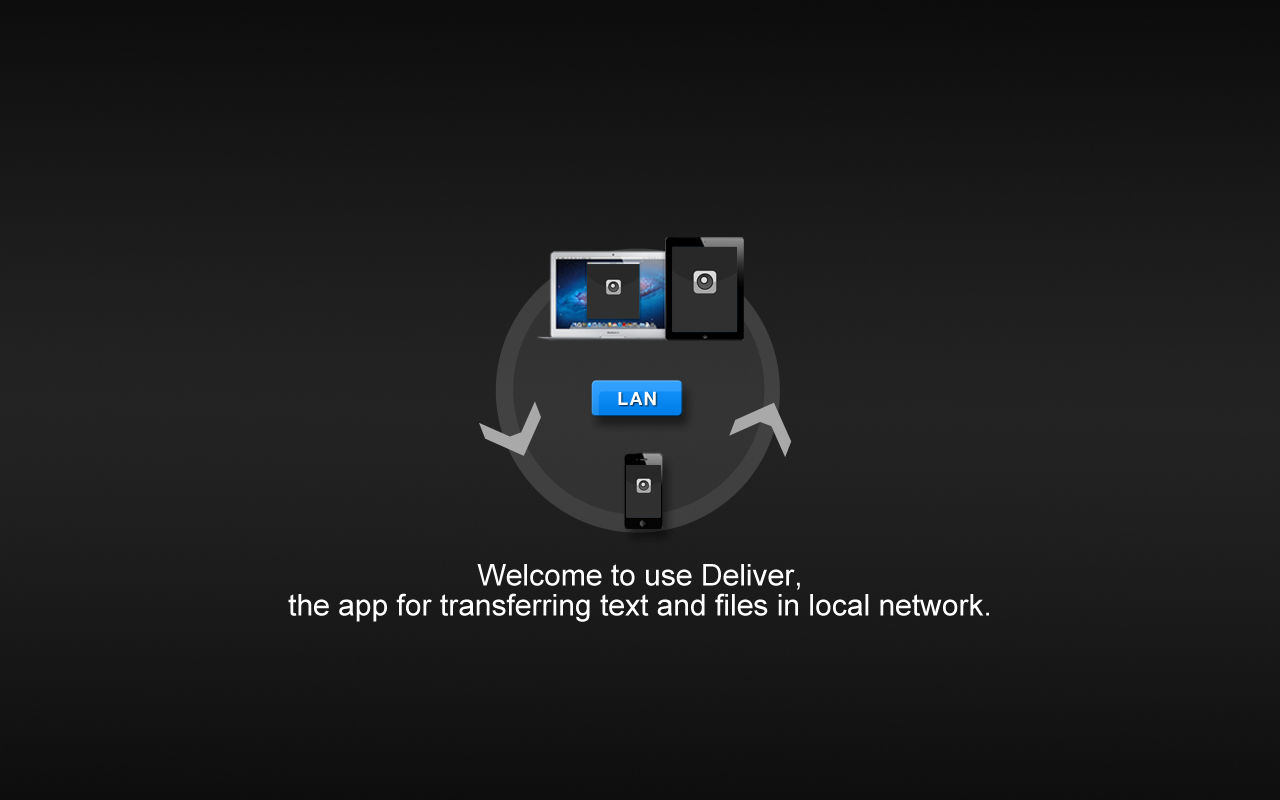 LAN
Welcome to use Deliver,
the app for transferring text and files in local network.